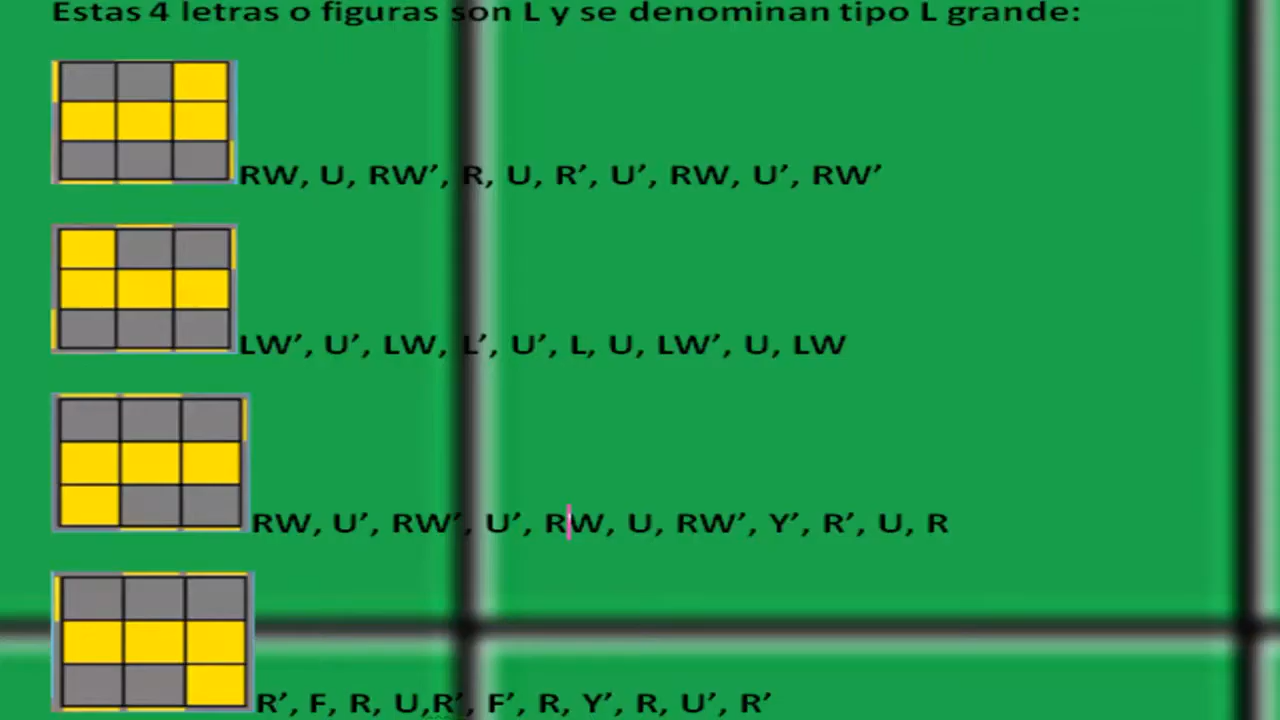 Estas 4 letras o figuras son L y se denominan tipo L grande:
RW, U, RW’, R, U, R’, U’, RW, U’, RW’
LW’, U’, LW, L’, U’, L, U, LW’, U, LW
RW, U’, RW’, U’, RW, U, RW’, Y’, R’, U, R
R’, F, R, U,R’, F’, R, Y’, R, U’, R’